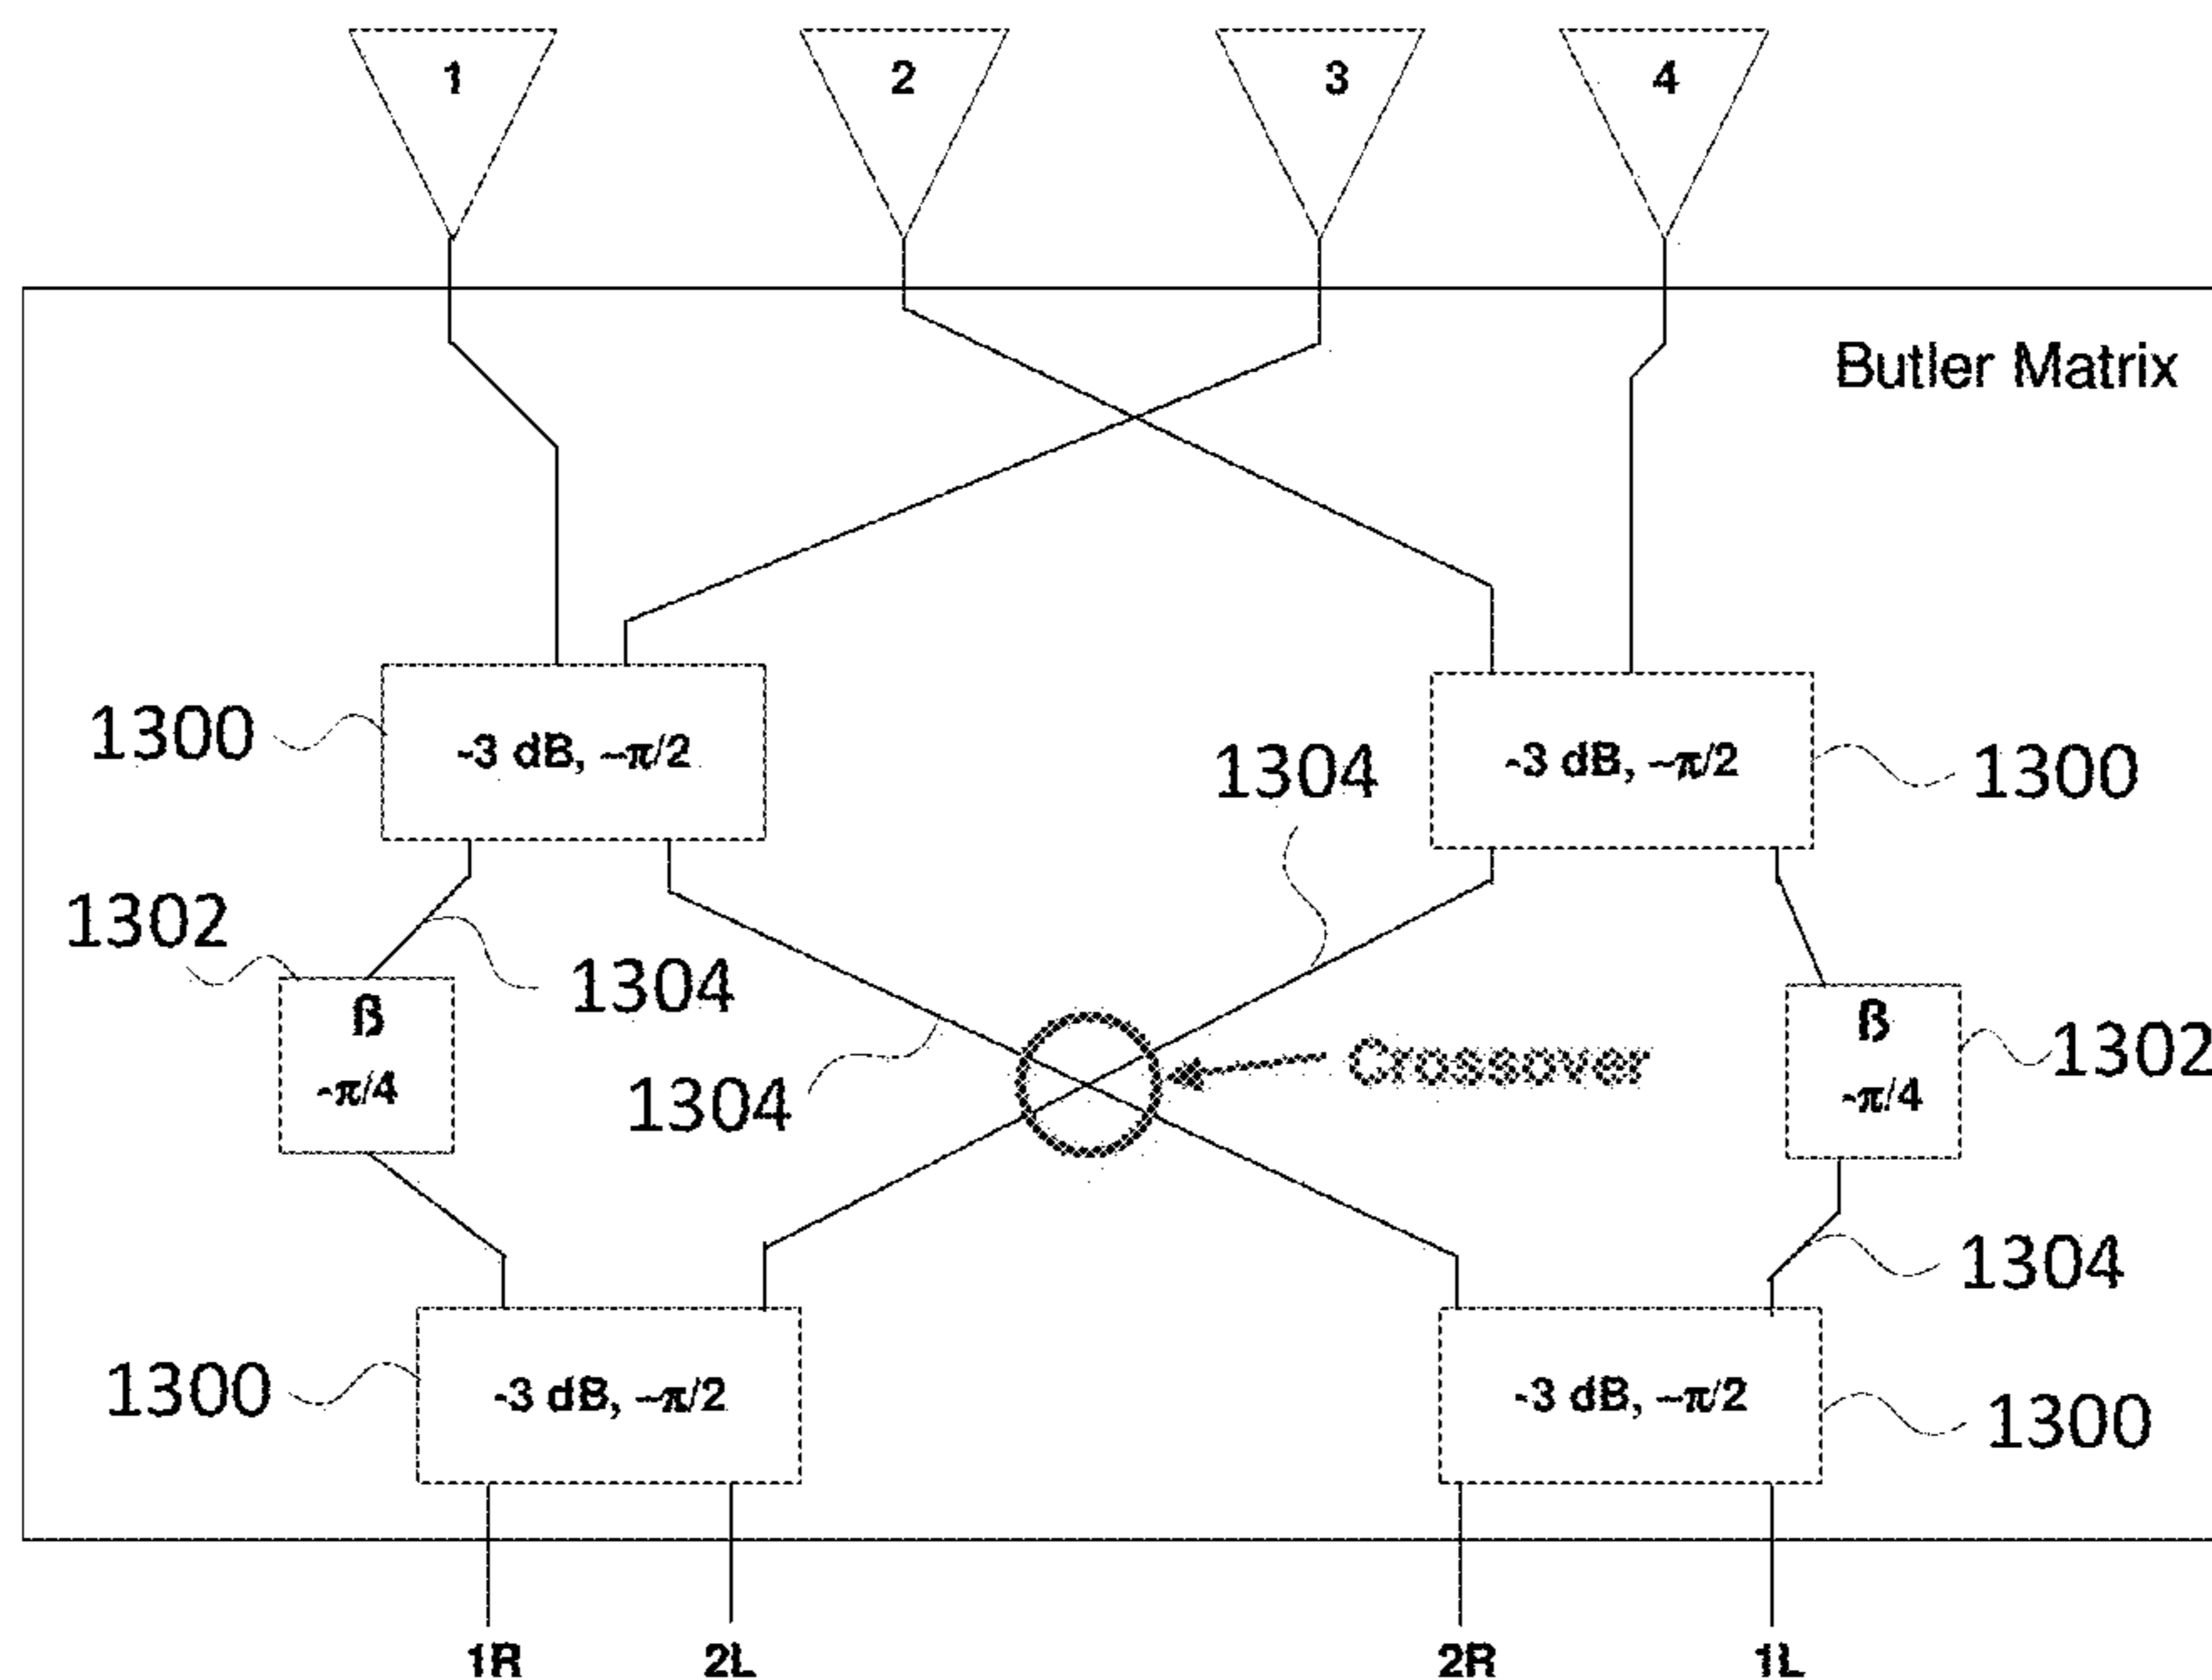 1 2 3 4
Butler Matrix
1300 -3 dB, –π/2 1304 -3 dB, –π/2 1300
1302 ß -π/4 1304
1304 Crossover
ß -π/4 1302
1304
1300 -3 dB, –π/2 -3 dB, –π/2 1300
1R 2L 2R 1L